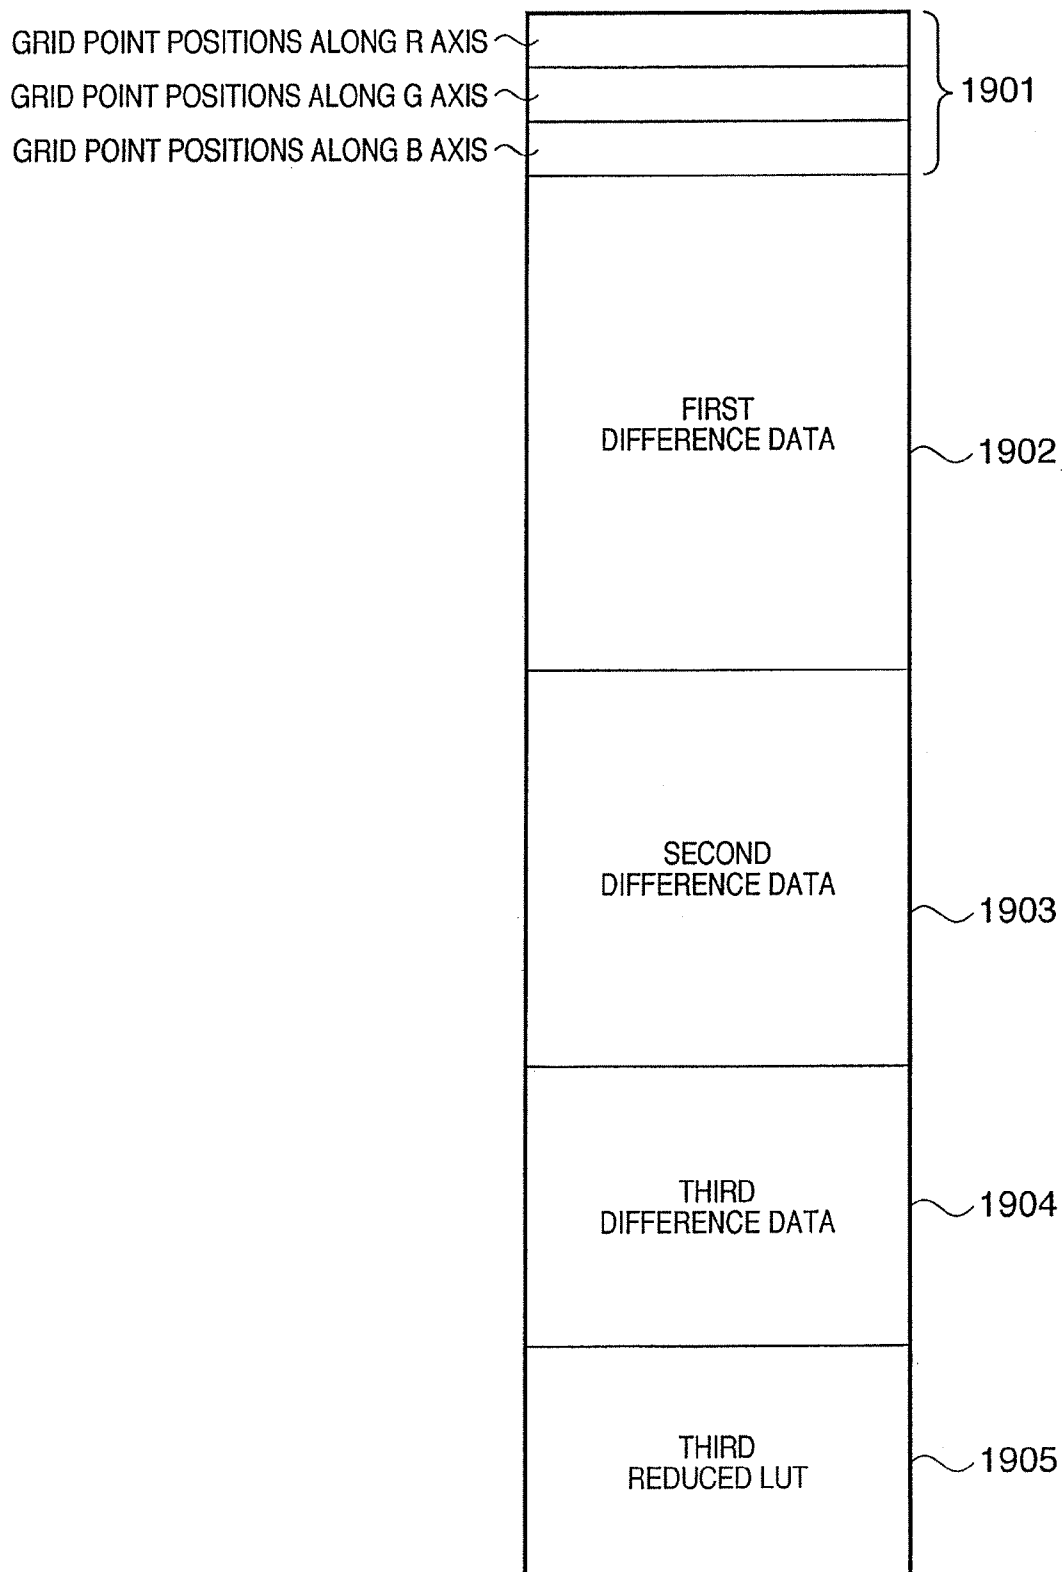 GRID POINT POSITIONS ALONG R AXIS
GRID POINT POSITIONS ALONG G AXIS
GRID POINT POSITIONS ALONG B AXIS
1901
FIRST
DIFFERENCE DATA
1902
SECOND
DIFFERENCE DATA
1903
THIRD
DIFFERENCE DATA
1904
THIRD
REDUCED LUT
1905